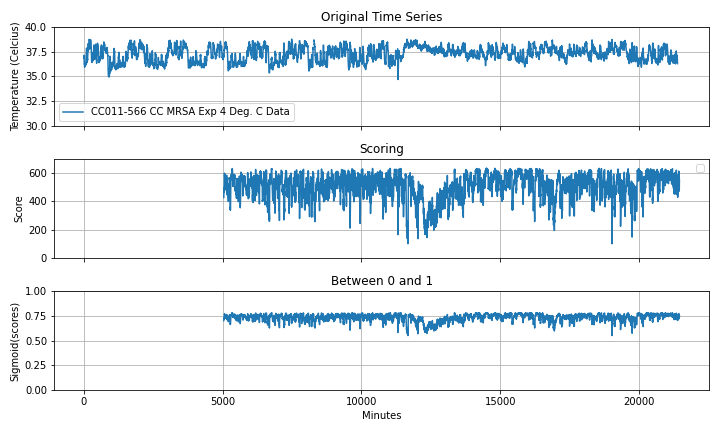 Original Time Series
40.0
37.5
35.0
32.5
30.0
Temperature (Celcius)
CC011-566 CC MRSA Exp 4 Deg. C Data
Scoring
600
400
200
0
Score
Between 0 and 1
1.00
0.75
0.50
0.25
0.00
Sigmoid(scores)
0 5000 10000 15000 20000
Minutes